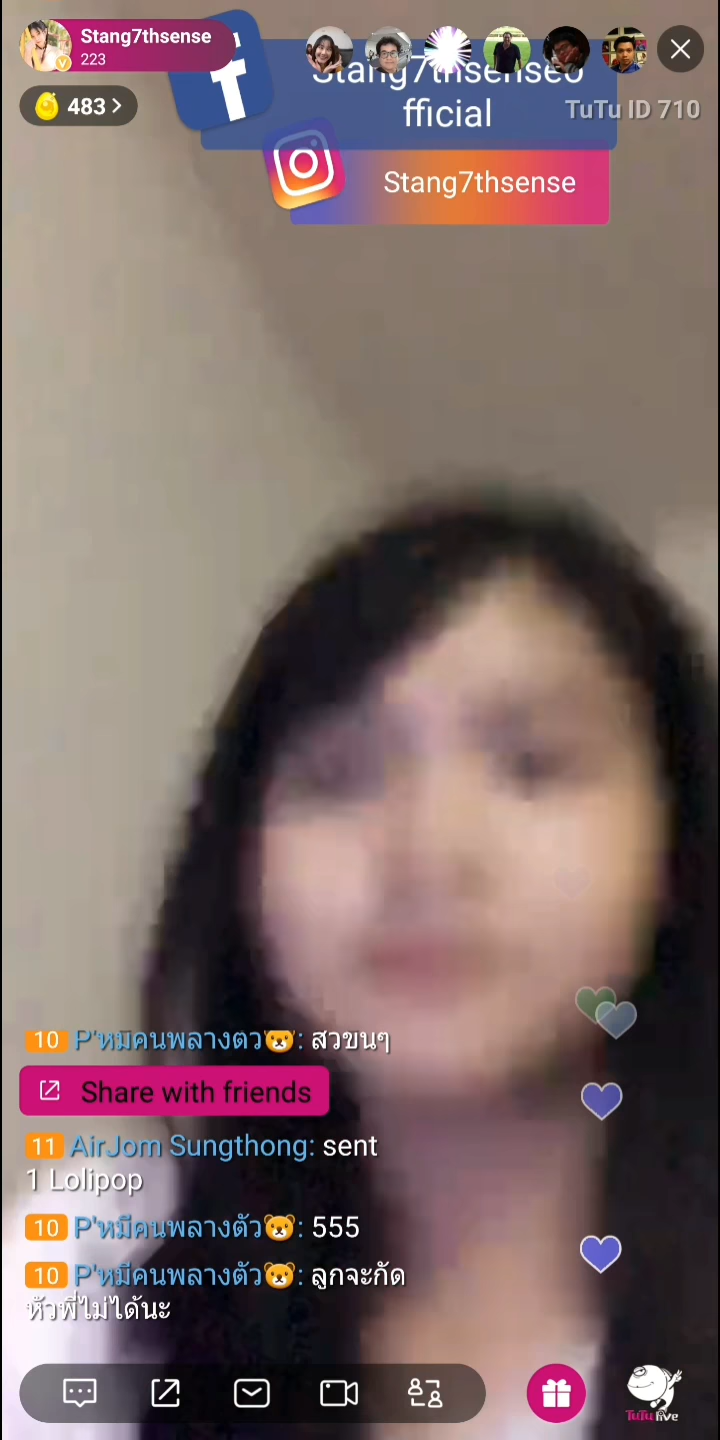 Stang7thsense
223
483
Stang7thsenseo
fficial
TuTu ID 710
Stang7thsense
10 P'หมีคนพลางตัว🐻: สวขนๆ
Share with friends
11 AirJom Sungthong: sent
1 Lolipop
10 P'หมีคนพลางตัว🐻: 555
10 P'หมีคนพลางตัว🐻: ลูกจะกัด
หัวพี่ไม่ได้นะ
TuTu live